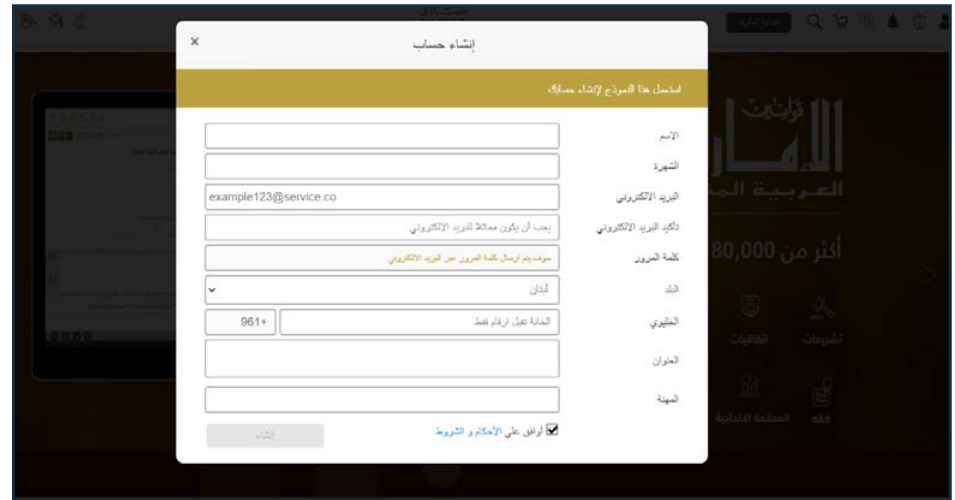 إنشاء حساب
×
استعمل هذا النموذج لإنشاء حسابك
الاسم
الشهرة
البريد الالكتروني
example123@service.co
تأكيد البريد الالكتروني
يجب أن يكون مماثلا للبريد الالكتروني
كلمة المرور
سوف يتم ارسال كلمة المرور عبر البريد الالكتروني
البلد
لبنان
الخليوي
الخانة تقبل ارقام فقط
961+
العنوان
المهنة
أوافق على الأحكام و الشروط
إنشاء
قوانين
الإمارات
العربية
أكثر من 80,000
تشريعات
اتفاقيات
فقه
المحكمة الاتحادية